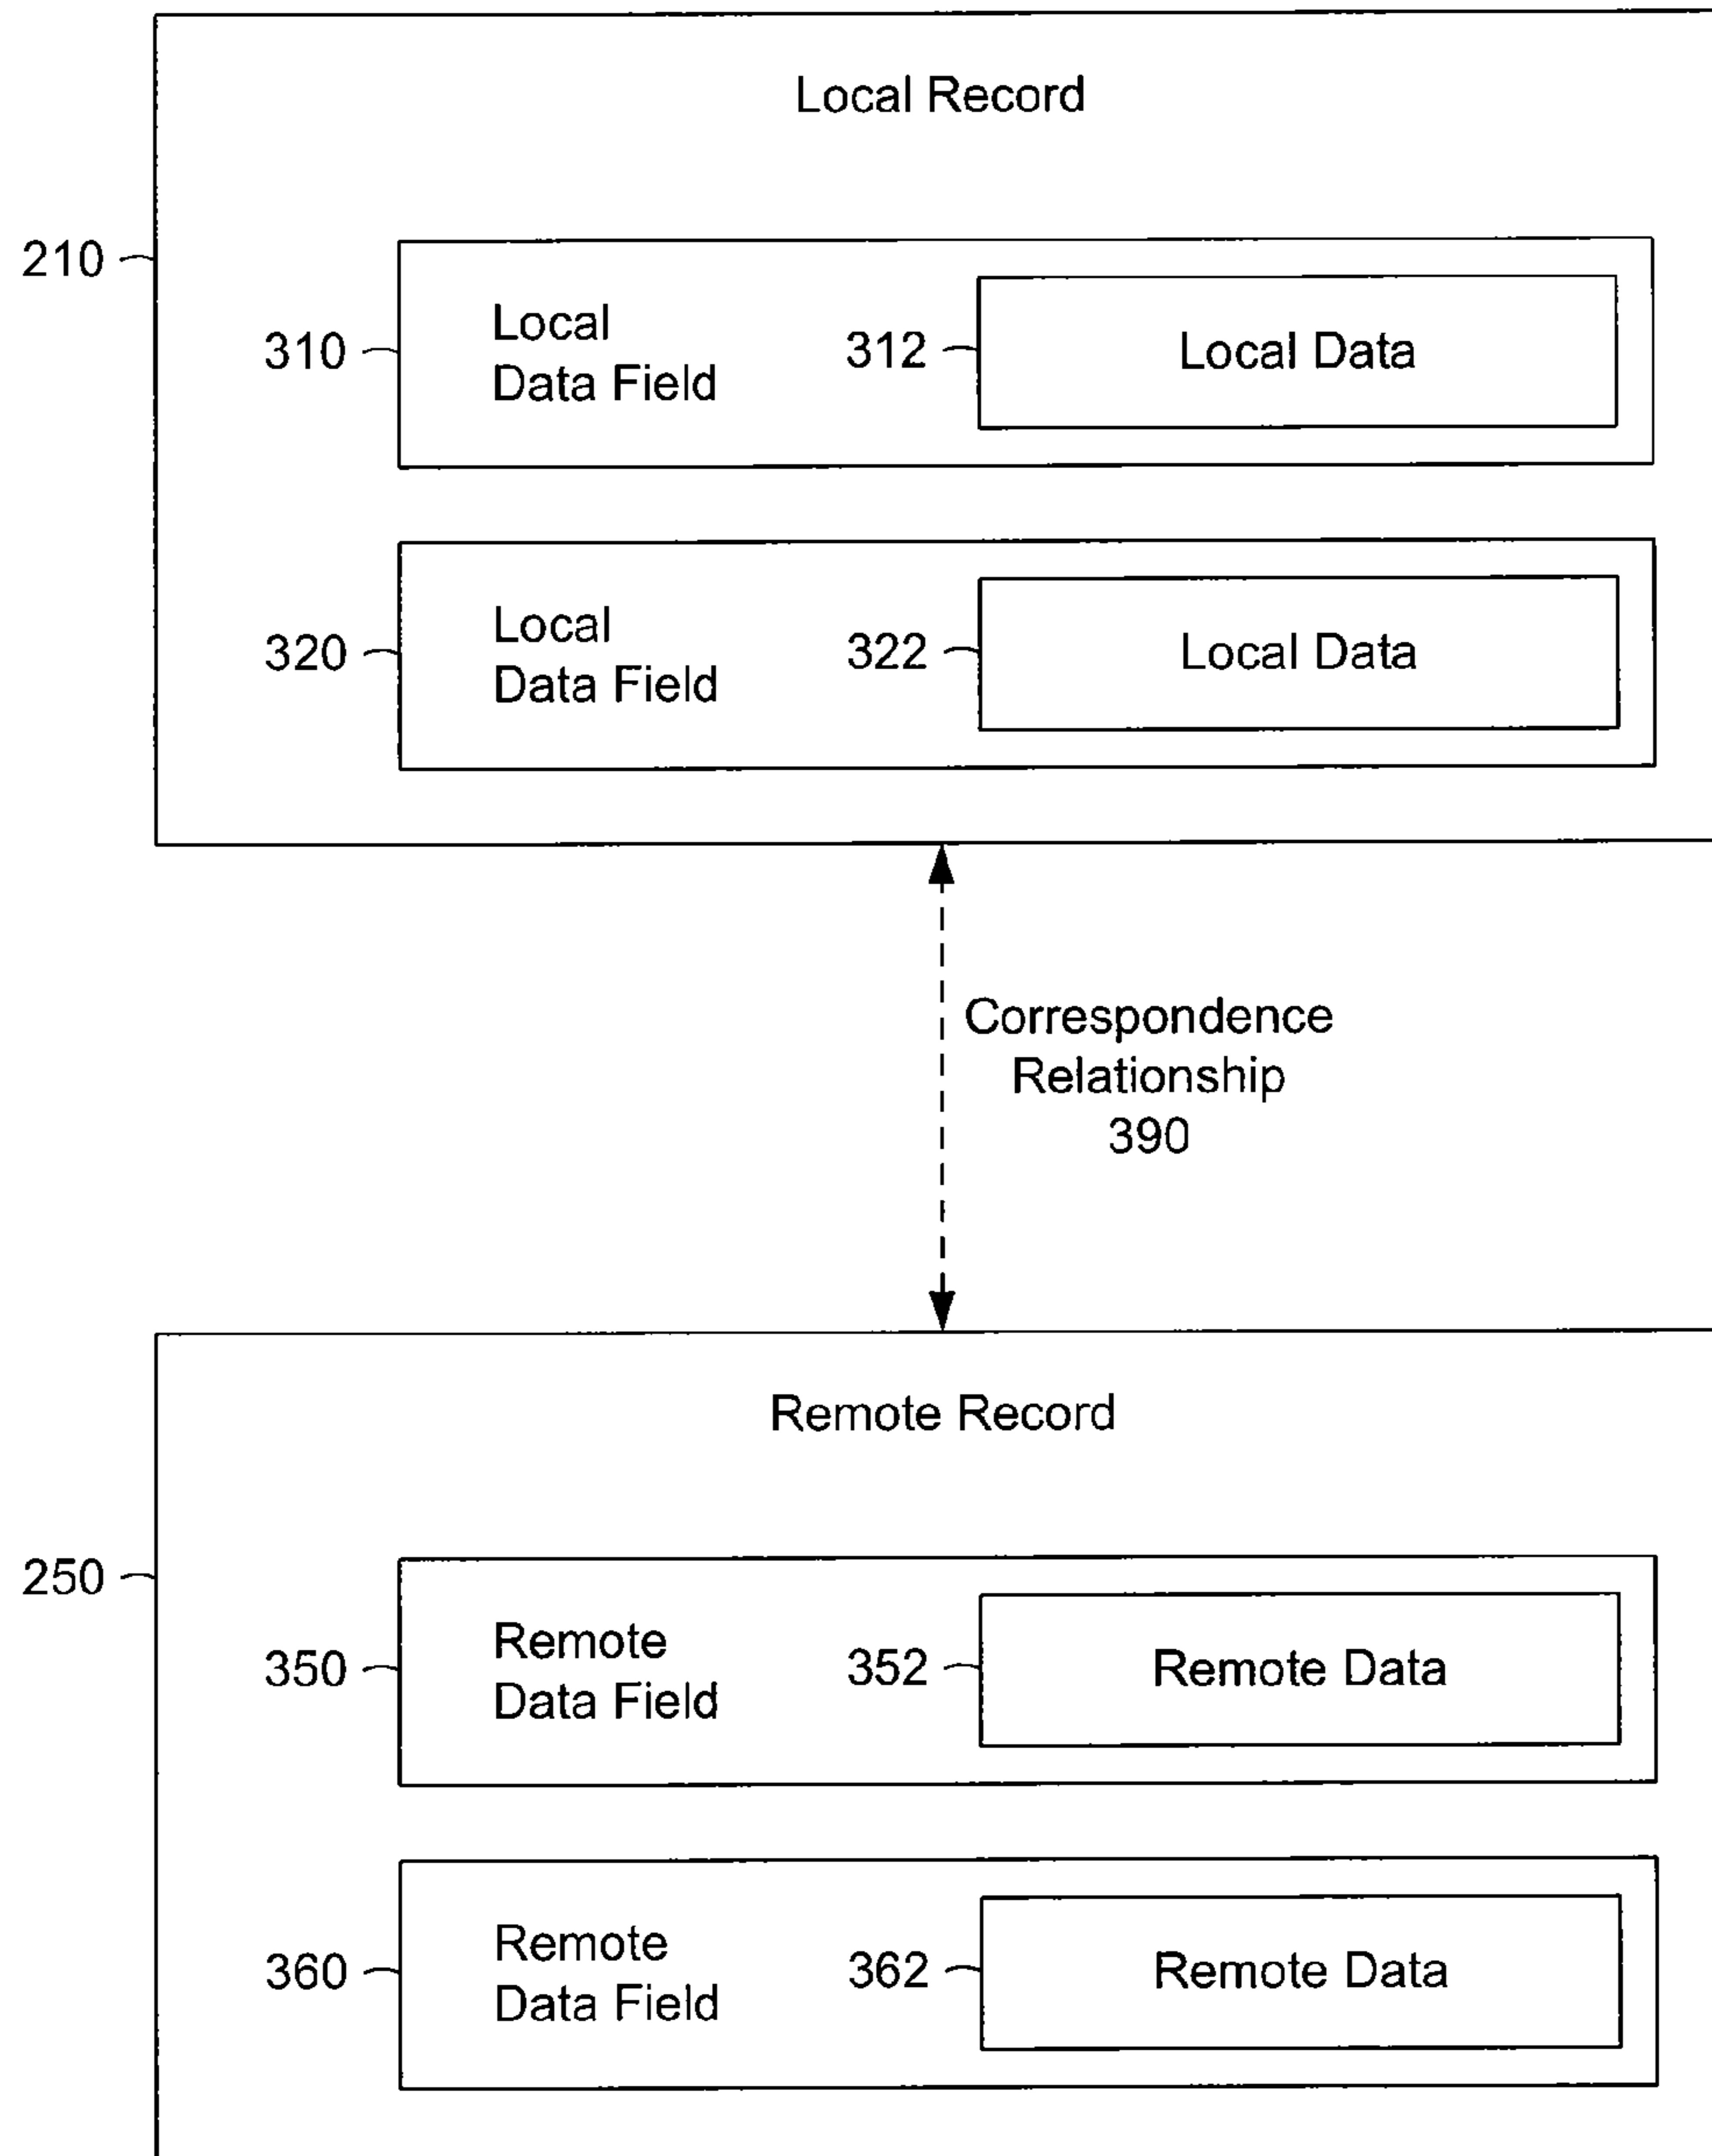 Local Record
210
310
Local
Data Field
312
Local Data
320
Local
Data Field
322
Local Data
Correspondence
Relationship
390
Remote Record
250
350
Remote
Data Field
352
Remote Data
360
Remote
Data Field
362
Remote Data